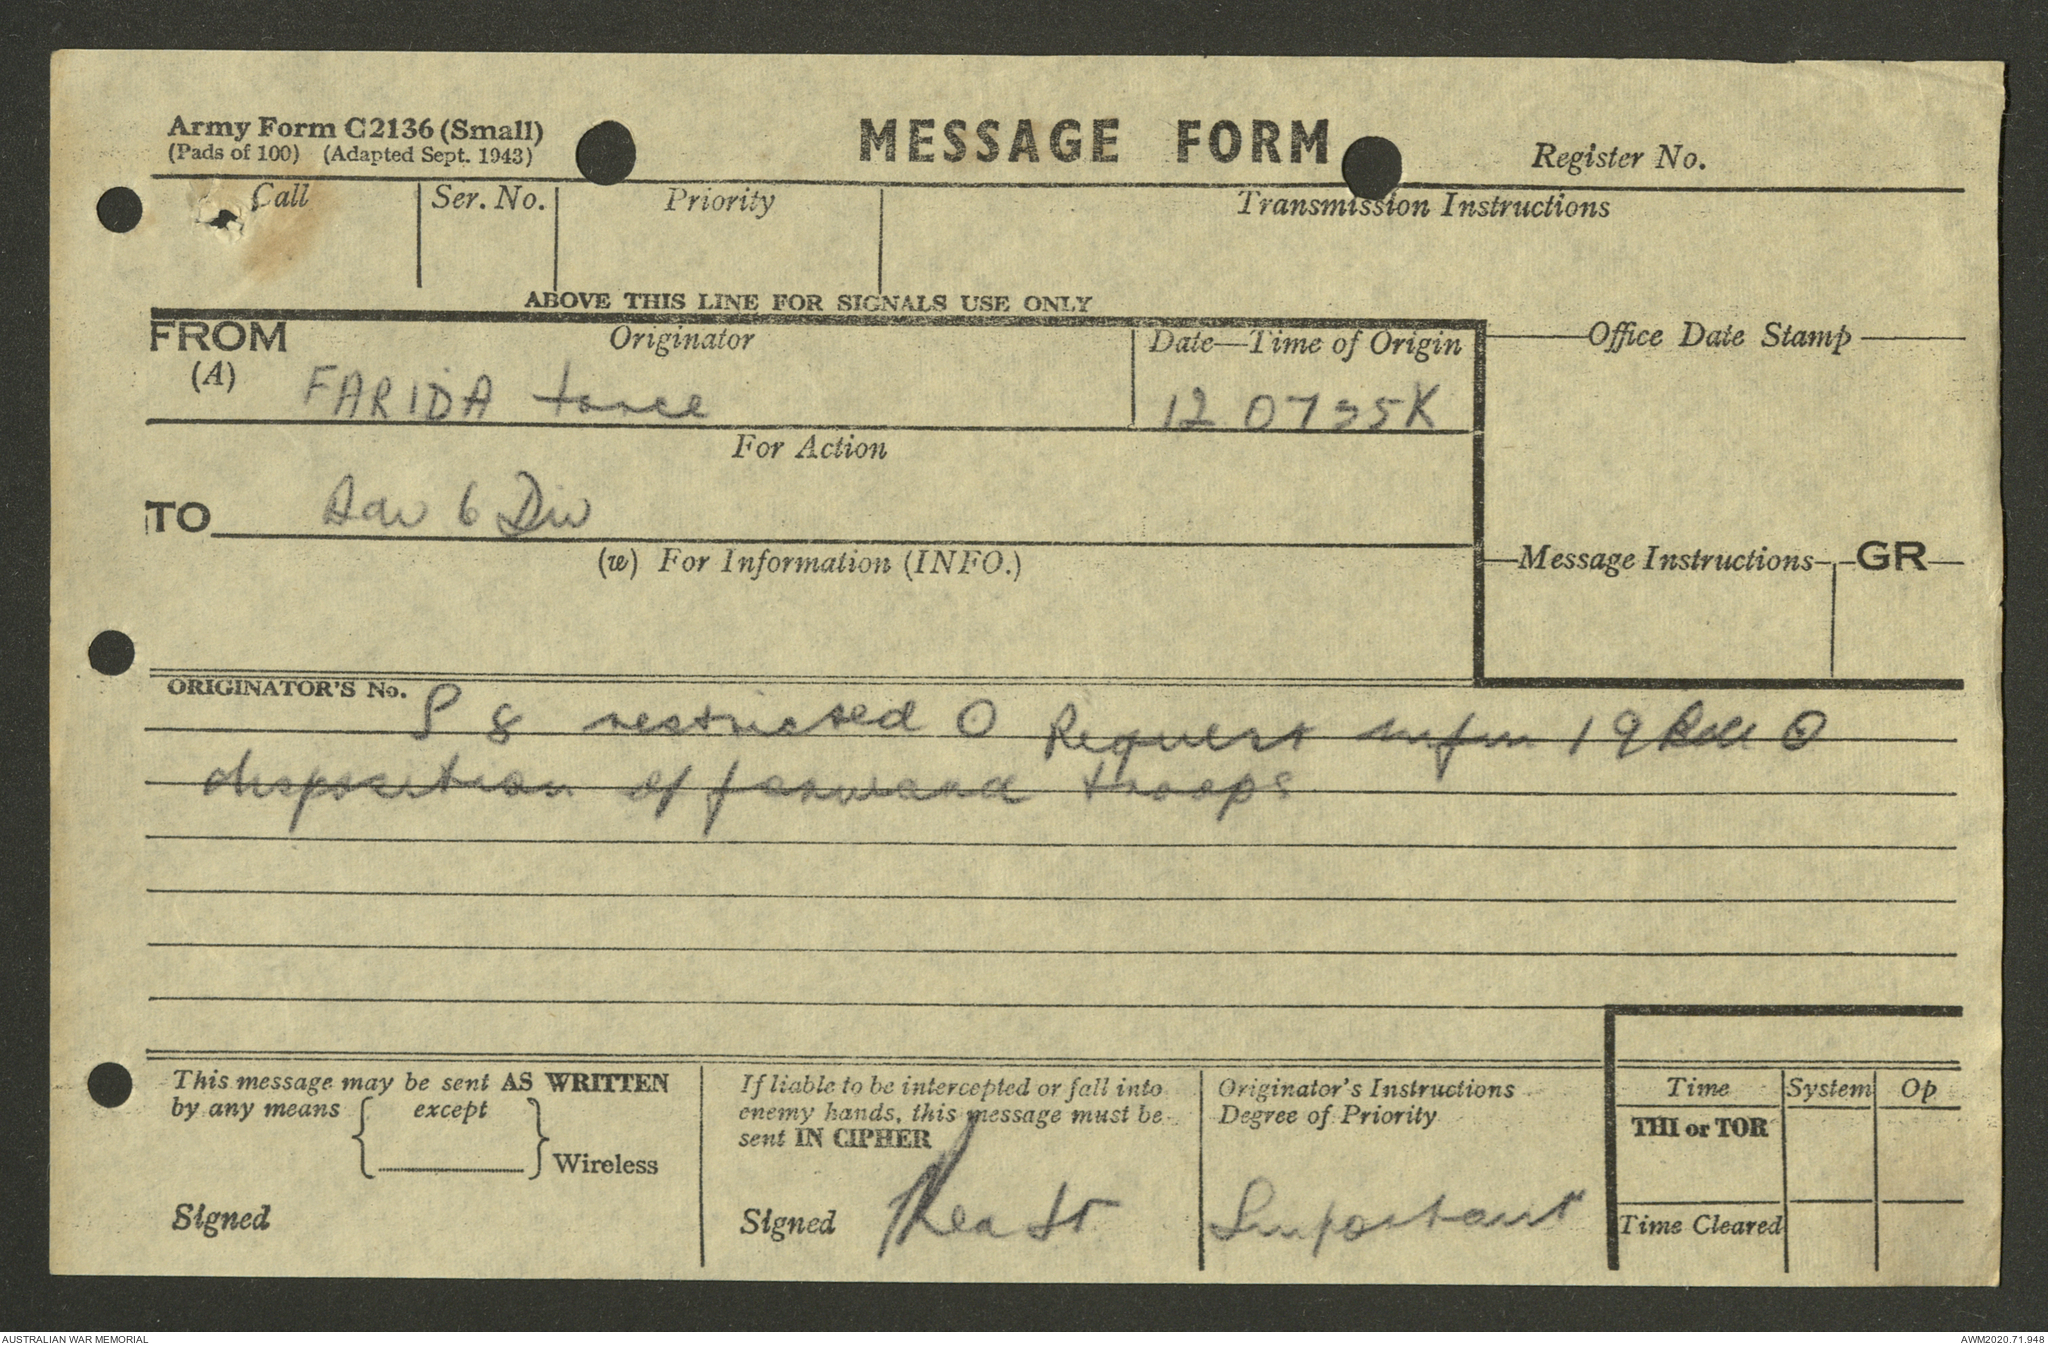 Army Form C2136 (Small)
(Pads of 100) (Adapted Sept. 1943)
MESSAGE FORM
Register No.
Call
Ser. No.
Priority
Transmission Instructions
ABOVE THIS LINE FOR SIGNALS USE ONLY
FROM
(A)
Originator
FARIDA force
Date—Time of Origin
12 0735K
Office Date Stamp
For Action
TO
Adv 6 Div
(w) For Information (INFO.)
Message Instructions
GR
ORIGINATOR'S No.
restricted O Request infm 19 O
disposition of forward troops
This message may be sent AS WRITTEN
by any means { except
} Wireless
Signed
If liable to be intercepted or fall into
enemy hands, this message must be
sent IN CIPHER
Signed Lt
Originator's Instructions
Degree of Priority
Important
Time
System
Op
THI or TOR
Time Cleared
AUSTRALIAN WAR MEMORIAL
AWM2020.71.948